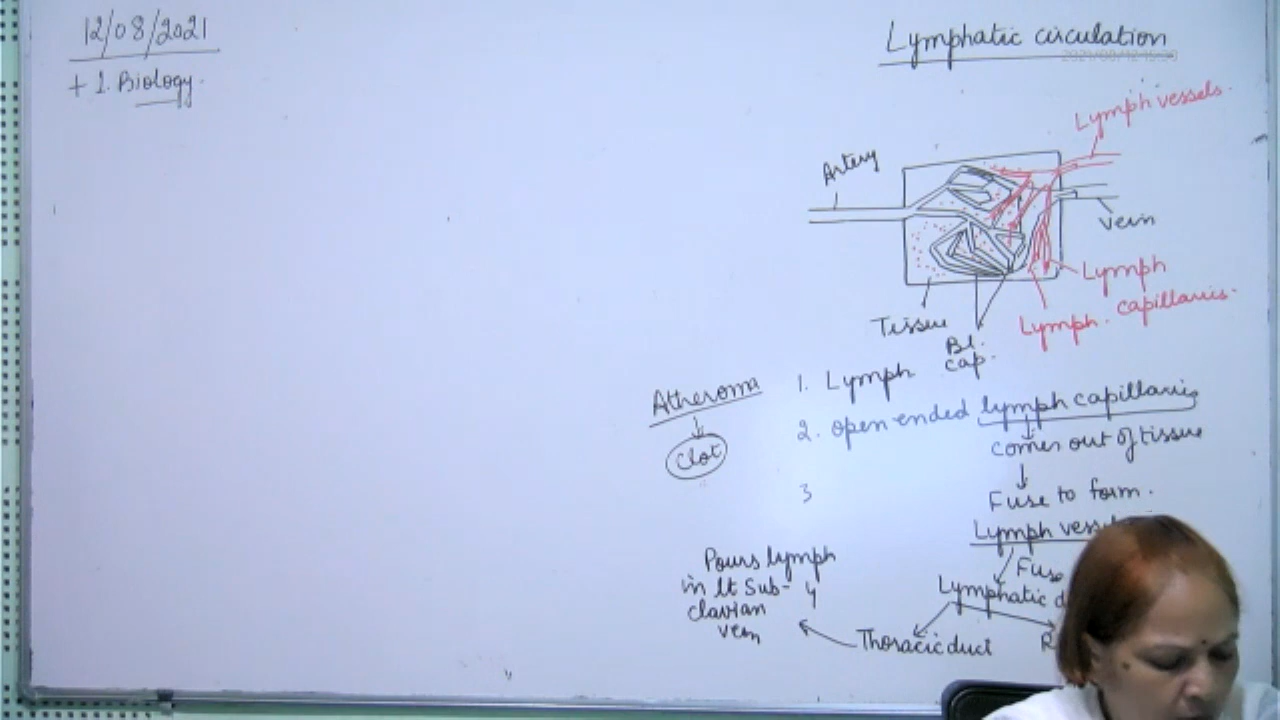 12/08/2021
+ 1. Biology.
Lymphatic circulation
Lymph vessels.
Artery
Vein
Lymph
capillaries.
Lymph.
Tissue
Bl.
cap.
Atheroma
Clot
1. Lymph
2. open ended lymph capillaries
comes out of tissue
3
Fuse to form.
Lymph vess
Fuse
Lymphatic d
4
Pours lymph
in lt Sub-
clavian
vein
Thoracic duct
R